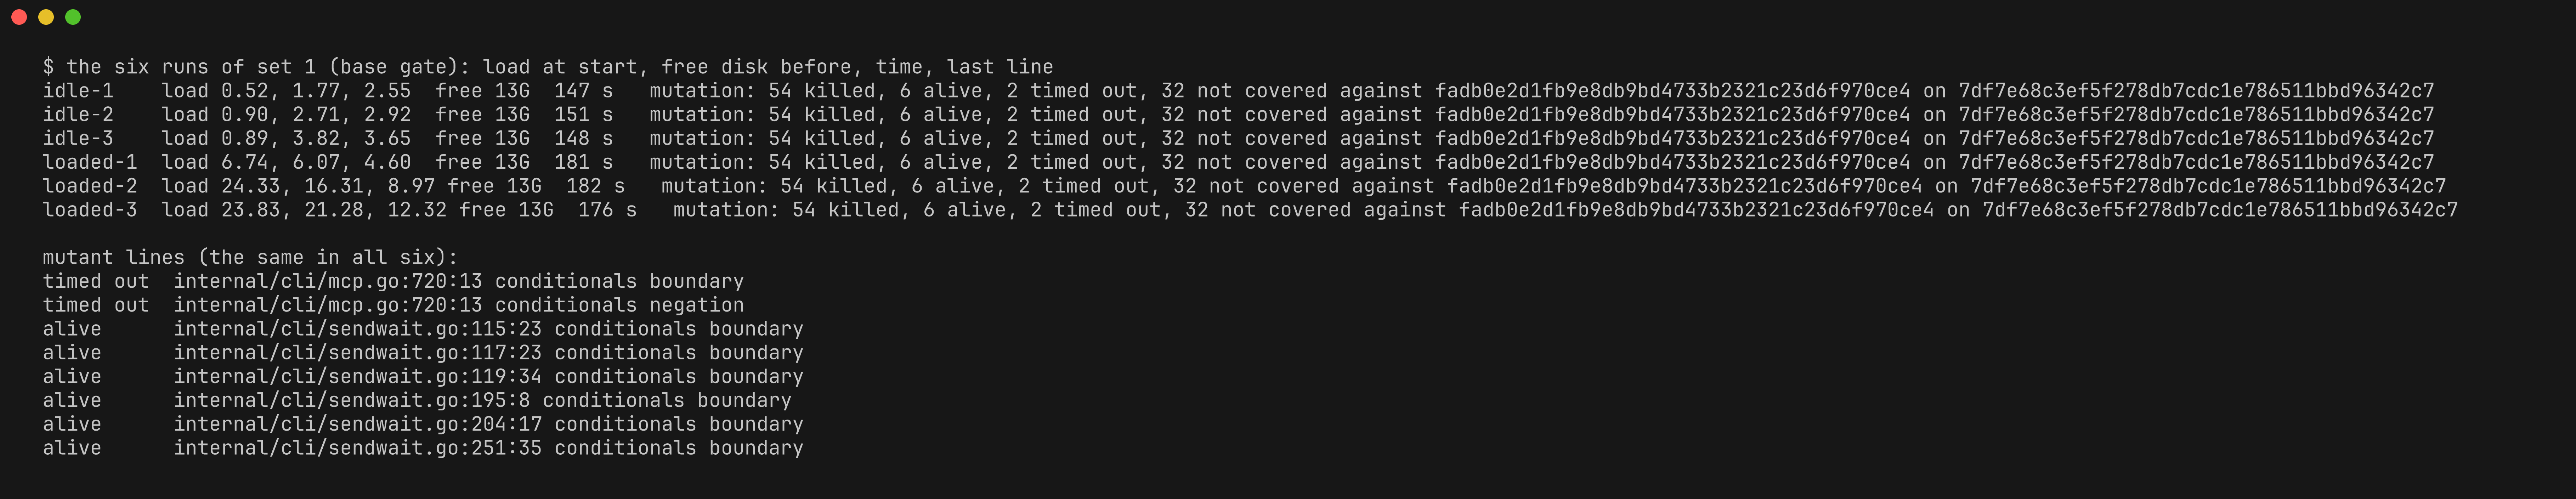 $ the six runs of set 1 (base gate): load at start, free disk before, time, last line
idle-1    load 0.52, 1.77, 2.55  free 13G  147 s   mutation: 54 killed, 6 alive, 2 timed out, 32 not covered against fadb0e2d1fb9e8db9bd4733b2321c23d6f970ce4 on 7df7e68c3ef5f278db7cdc1e786511bbd96342c7
idle-2    load 0.90, 2.71, 2.92  free 13G  151 s   mutation: 54 killed, 6 alive, 2 timed out, 32 not covered against fadb0e2d1fb9e8db9bd4733b2321c23d6f970ce4 on 7df7e68c3ef5f278db7cdc1e786511bbd96342c7
idle-3    load 0.89, 3.82, 3.65  free 13G  148 s   mutation: 54 killed, 6 alive, 2 timed out, 32 not covered against fadb0e2d1fb9e8db9bd4733b2321c23d6f970ce4 on 7df7e68c3ef5f278db7cdc1e786511bbd96342c7
loaded-1  load 6.74, 6.07, 4.60  free 13G  181 s   mutation: 54 killed, 6 alive, 2 timed out, 32 not covered against fadb0e2d1fb9e8db9bd4733b2321c23d6f970ce4 on 7df7e68c3ef5f278db7cdc1e786511bbd96342c7
loaded-2  load 24.33, 16.31, 8.97 free 13G  182 s   mutation: 54 killed, 6 alive, 2 timed out, 32 not covered against fadb0e2d1fb9e8db9bd4733b2321c23d6f970ce4 on 7df7e68c3ef5f278db7cdc1e786511bbd96342c7
loaded-3  load 23.83, 21.28, 12.32 free 13G  176 s   mutation: 54 killed, 6 alive, 2 timed out, 32 not covered against fadb0e2d1fb9e8db9bd4733b2321c23d6f970ce4 on 7df7e68c3ef5f278db7cdc1e786511bbd96342c7

mutant lines (the same in all six):
timed out  internal/cli/mcp.go:720:13 conditionals boundary
timed out  internal/cli/mcp.go:720:13 conditionals negation
alive      internal/cli/sendwait.go:115:23 conditionals boundary
alive      internal/cli/sendwait.go:117:23 conditionals boundary
alive      internal/cli/sendwait.go:119:34 conditionals boundary
alive      internal/cli/sendwait.go:195:8 conditionals boundary
alive      internal/cli/sendwait.go:204:17 conditionals boundary
alive      internal/cli/sendwait.go:251:35 conditionals boundary